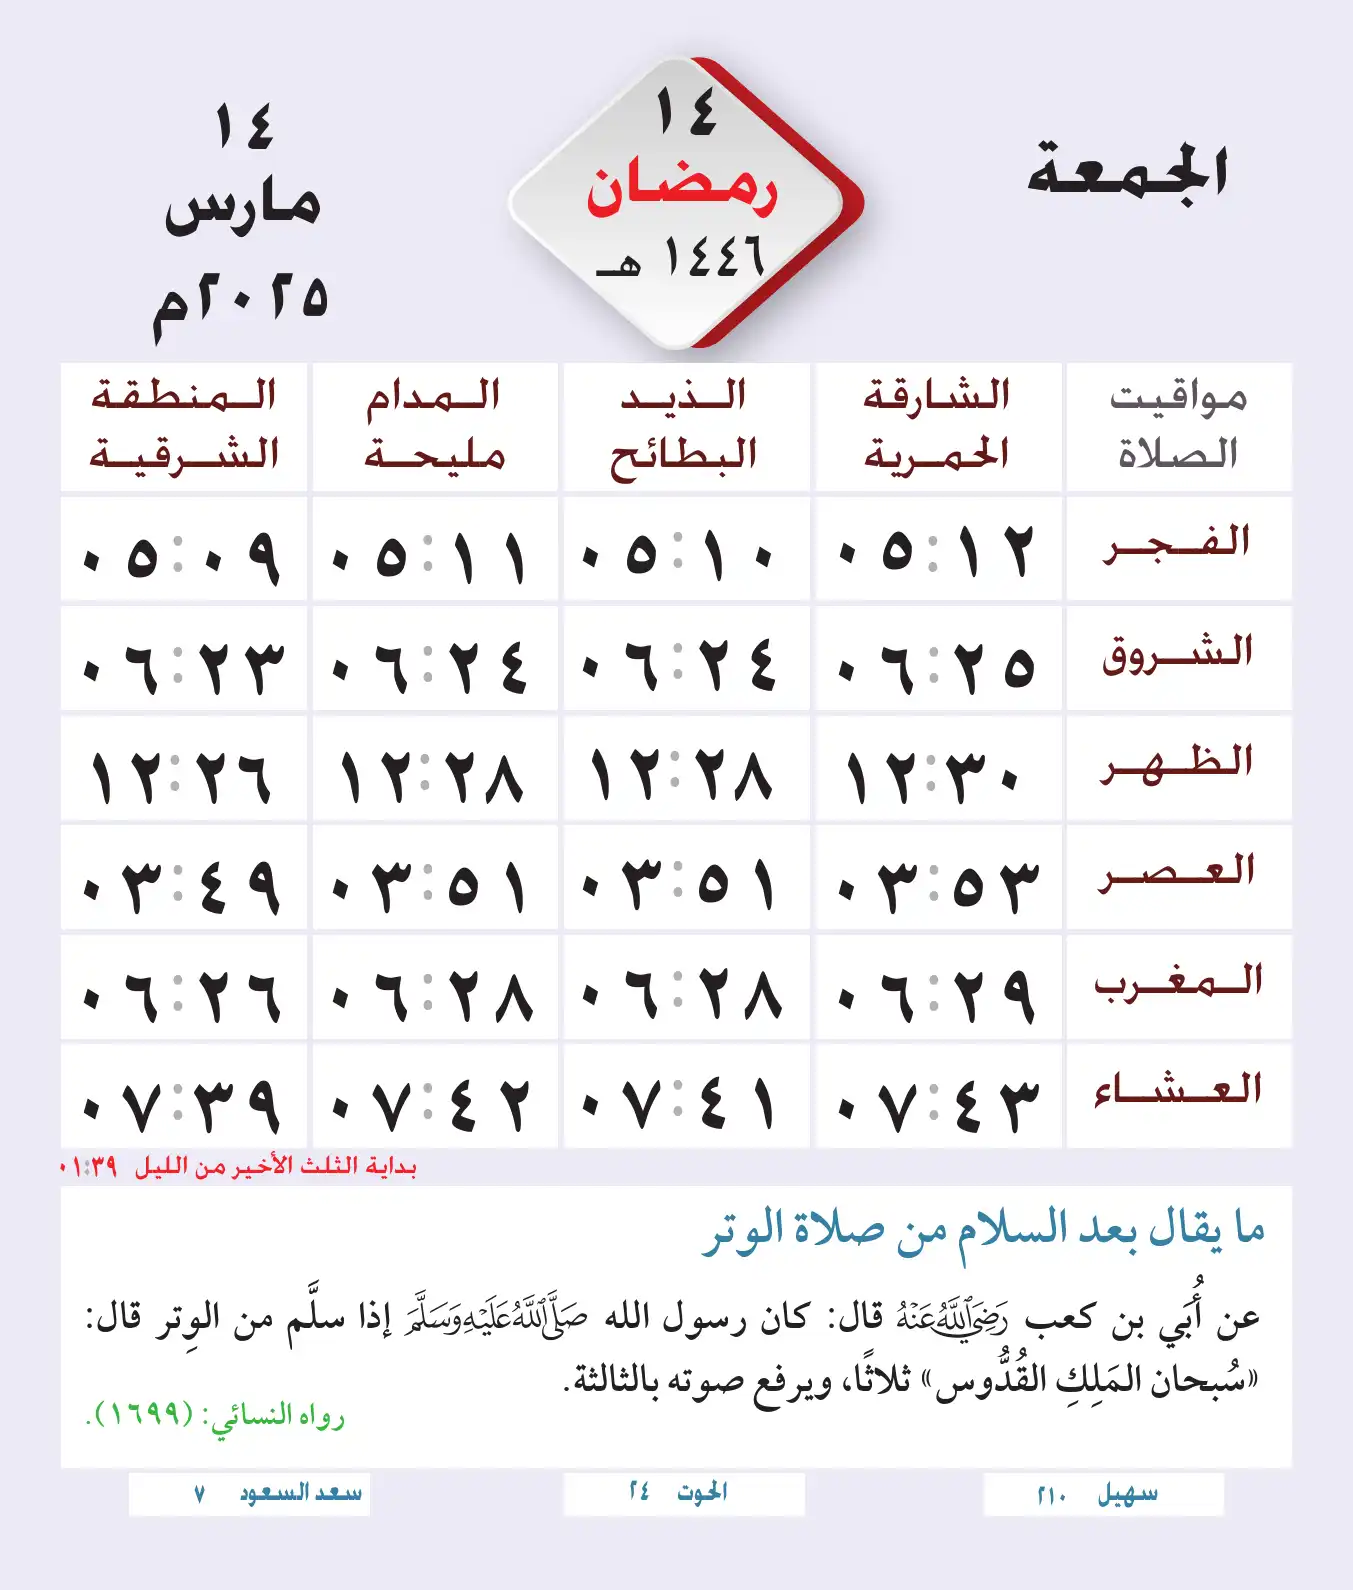 الجمعة
١٤
رمضان
١٤٤٦ هـ
١٤
مارس
٢٠٢٥م
مواقيت الصلاة الشارقة الحمرية الذيد البطائح المدام مليحة المنطقة الشرقية
الفجر ٠٥:١٢ ٠٥:١٠ ٠٥:١١ ٠٥:٠٩
الشروق ٠٦:٢٥ ٠٦:٢٤ ٠٦:٢٤ ٠٦:٢٣
الظهر ١٢:٣٠ ١٢:٢٨ ١٢:٢٨ ١٢:٢٦
العصر ٠٣:٥٣ ٠٣:٥١ ٠٣:٥١ ٠٣:٤٩
المغرب ٠٦:٢٩ ٠٦:٢٨ ٠٦:٢٨ ٠٦:٢٦
العشاء ٠٧:٤٣ ٠٧:٤١ ٠٧:٤٢ ٠٧:٣٩
بداية الثلث الأخير من الليل ٠١:٣٩
ما يقال بعد السلام من صلاة الوتر
عن أُبَي بن كعب رَضِيَ اللَّهُ عَنْهُ قال: كان رسول الله صَلَّى اللَّهُ عَلَيْهِ وَسَلَّمَ إذا سلَّم من الوِتر قال:
«سُبحان المَلِكِ القُدُّوس» ثلاثًا، ويرفع صوته بالثالثة.
رواه النسائي: (١٦٩٩).
سهيل ٢١٠
الحوت ٢٤
سعد السعود ٧